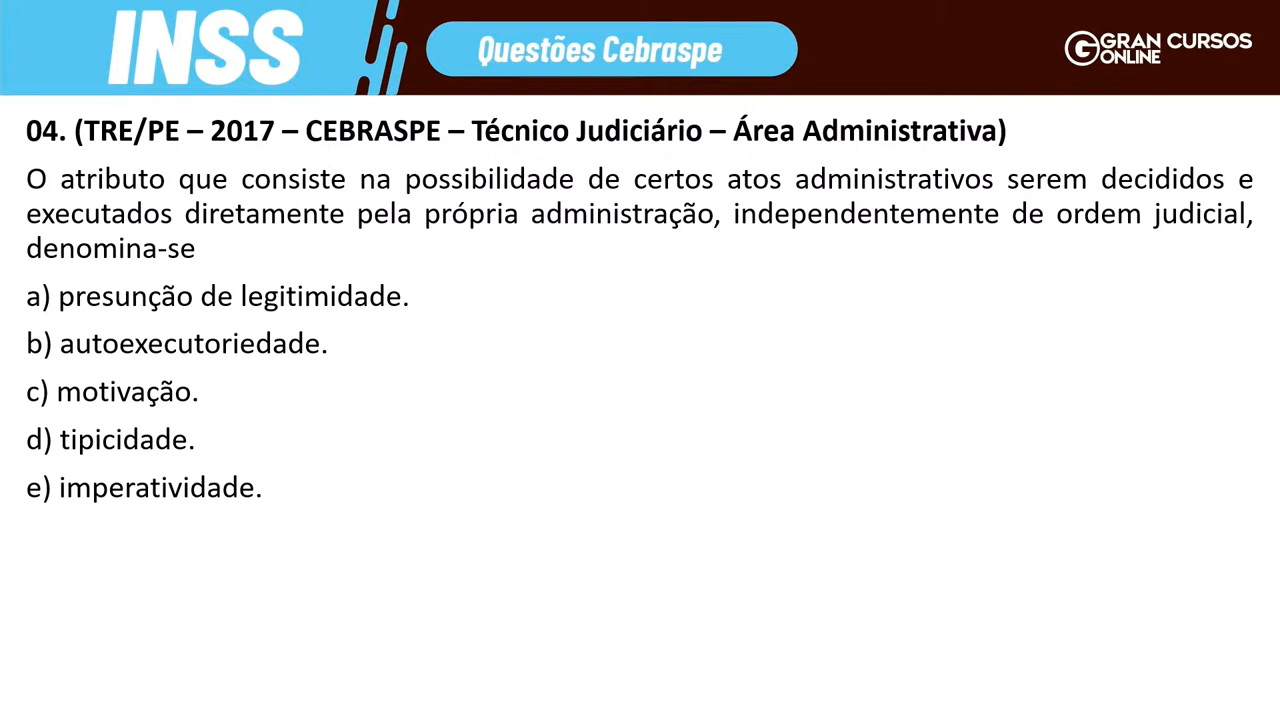 INSS
Questões Cebraspe
GRAN CURSOS
ONLINE
04. (TRE/PE – 2017 – CEBRASPE – Técnico Judiciário – Área Administrativa)
O atributo que consiste na possibilidade de certos atos administrativos serem decididos e
executados diretamente pela própria administração, independentemente de ordem judicial,
denomina-se
a) presunção de legitimidade.
b) autoexecutoriedade.
c) motivação.
d) tipicidade.
e) imperatividade.